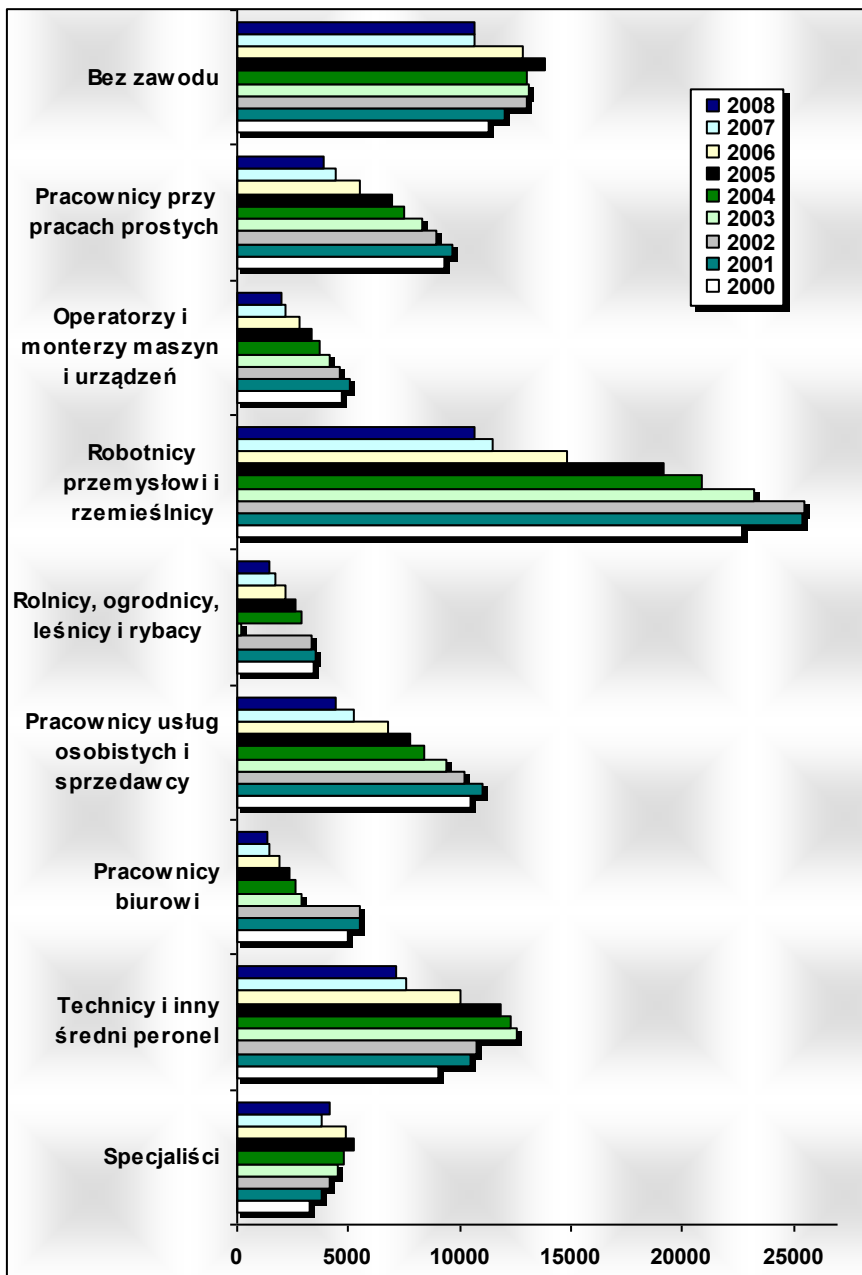 Bez zawodu
Pracownicy przy
pracach prostych
Operatorzy i
monterzy maszyn
i urządzeń
Robotnicy
przemysłowi i
rzemieślnicy
Rolnicy, ogrodnicy,
leśnicy i rybacy
Pracownicy usług
osobistych i
sprzedawcy
Pracownicy
biurowi
Technicy i inny
średni peronel
Specjaliści
2008
2007
2006
2005
2004
2003
2002
2001
2000
0 5000 10000 15000 20000 25000